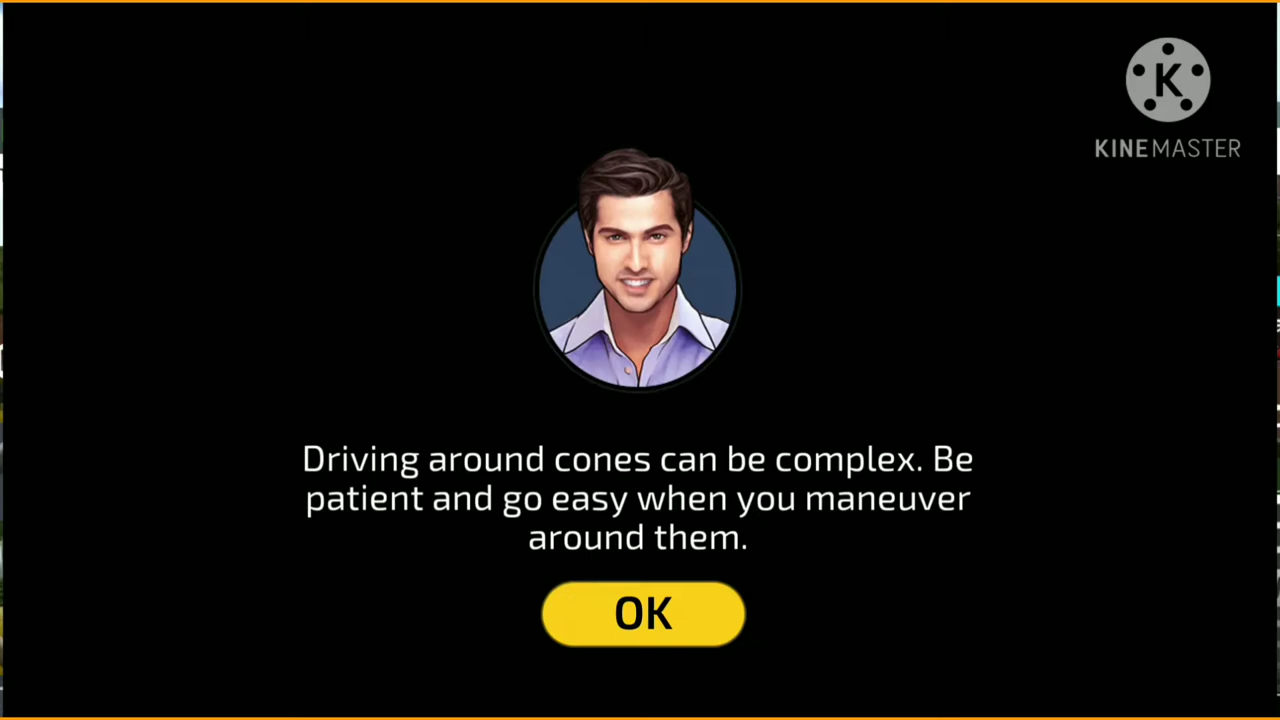 K
KINEMASTER
Driving around cones can be complex. Be
patient and go easy when you maneuver
around them.
OK